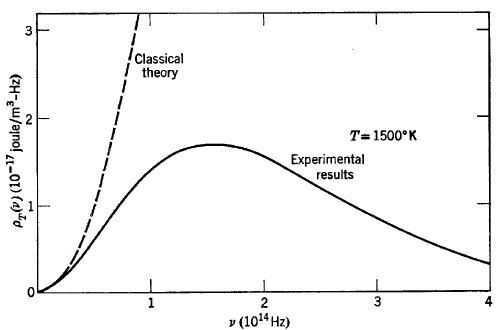 3
2
1
0
Classical
theory
T = 1500°K
Experimental
results
ρT(ν) (10⁻¹⁷ joule/m³-Hz)
1
2
3
4
ν (10¹⁴ Hz)